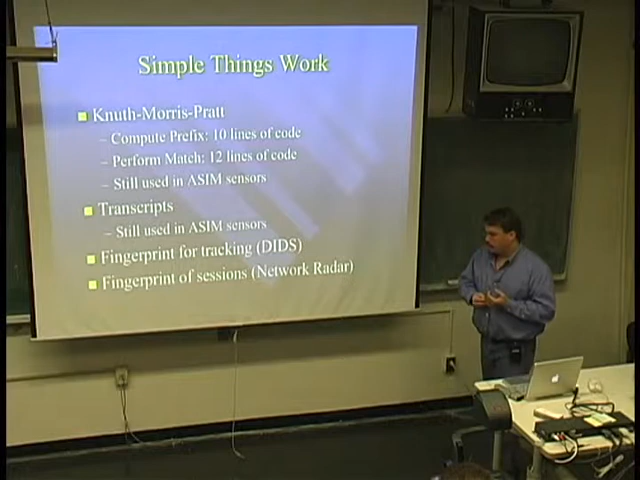 Simple Things Work
Knuth-Morris-Pratt
– Compute Prefix: 10 lines of code
– Perform Match: 12 lines of code
– Still used in ASIM sensors
Transcripts
– Still used in ASIM sensors
Fingerprint for tracking (DIDS)
Fingerprint of sessions (Network Radar)